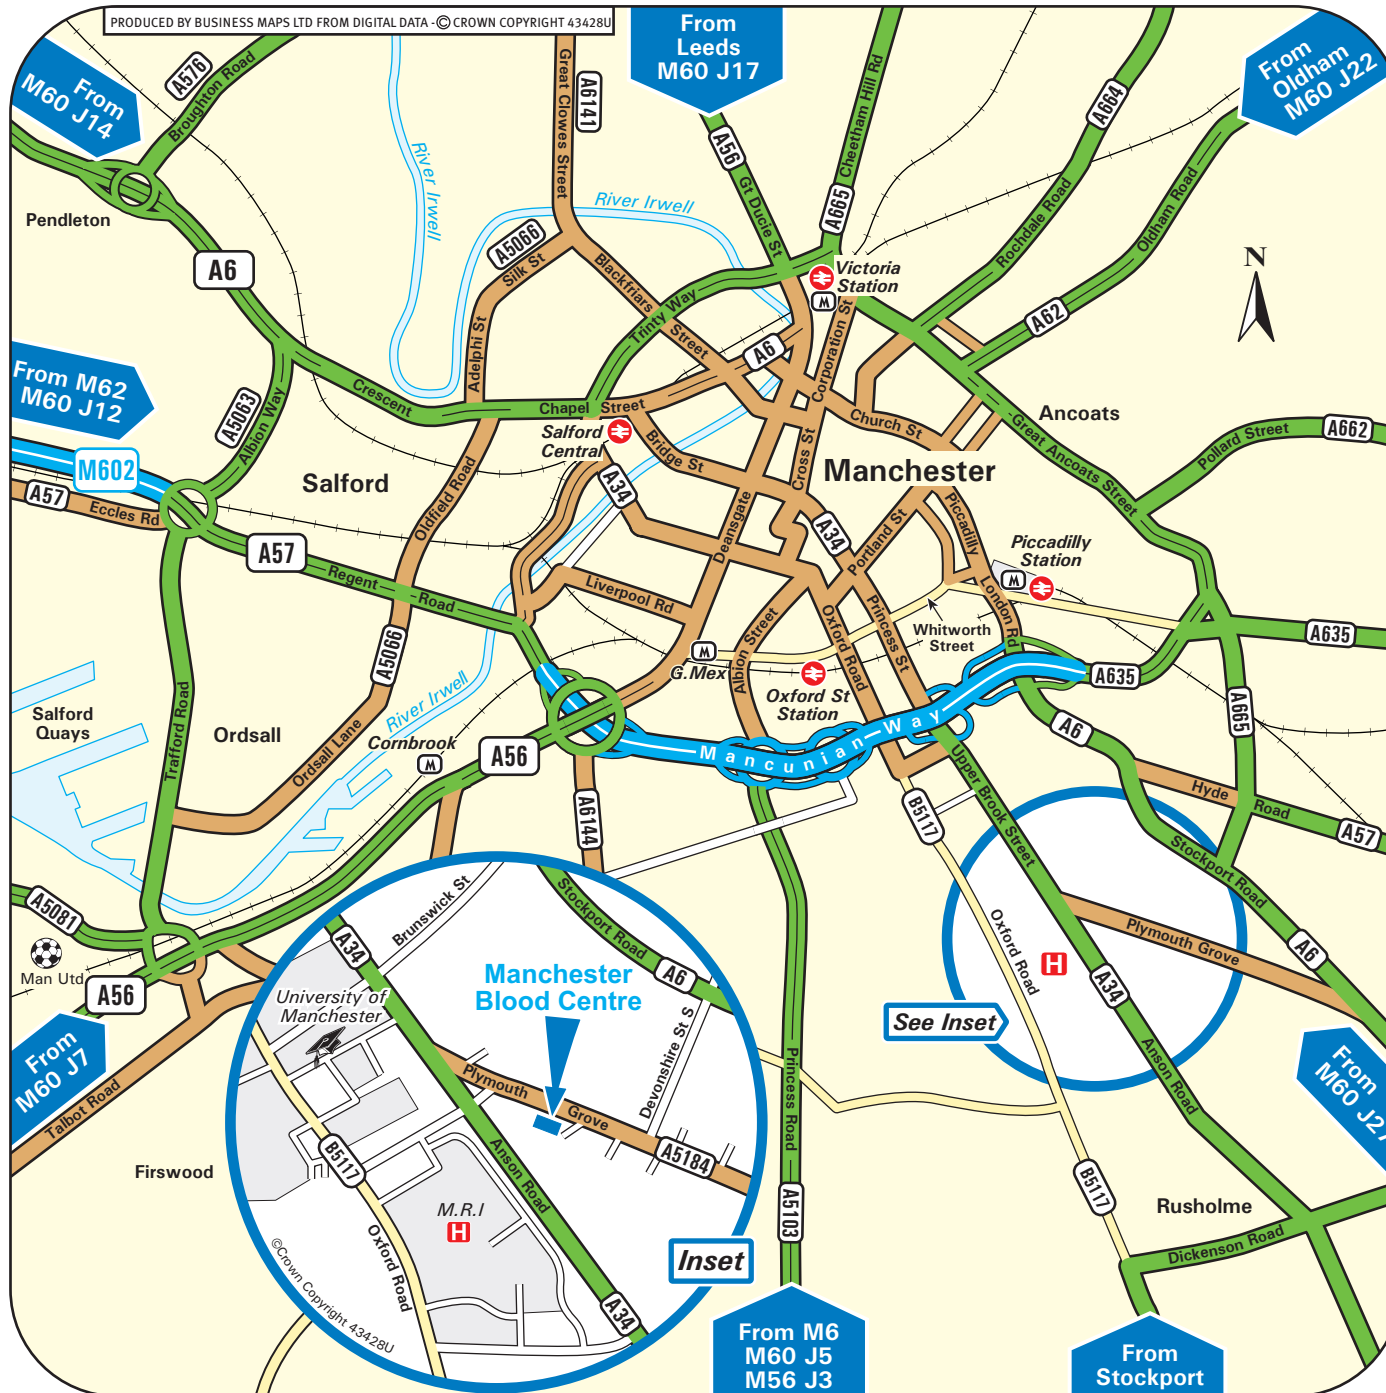 PRODUCED BY BUSINESS MAPS LTD FROM DIGITAL DATA - © CROWN COPYRIGHT 43428U
From
Leeds
M60 J17
From
Oldham
M60 J22
From
M60 J14
A576
Broughton Road
Great Clowes Street
A6141
A56
Gt Ducie St
Cheetham Hill Rd
A665
A664
Rochdale Road
Oldham Road
A62
River Irwell
River Irwell
Pendleton
A6
A5066
Silk St
Blackfriars
Street
Trinty Way
Victoria
Station
M
N
Adelphi St
A6
Corporation St
From M62
M60 J12
A5063
Albion Way
Crescent
Chapel Street
Salford
Central
Bridge St
Church St
Cross St
Ancoats
Great Ancoats Street
Pollard Street
A662
M602
A57
Eccles Rd
Salford
Oldfield Road
A34
Deansgate
Manchester
A34
Portland St
Piccadilly
Piccadilly
Station
M
A57
Regent
Road
Liverpool Rd
Albion Street
Oxford Road
Princess St
London Rd
Whitworth
Street
A635
A5066
M
G.Mex
Oxford St
Station
A635
A665
Salford
Quays
Trafford Road
Ordsall
Ordsall Lane
River Irwell
Cornbrook
M
A56
Mancunian Way
A6
A6144
B5117
Upper Brook Street
Hyde
Road
A57
Stockport Road
A5081
Man Utd
A56
Oxford Road
H
Plymouth Grove
A34
A6
See Inset
From
M60 J7
Talbot Road
Firswood
Brunswick St
A34
University of
Manchester
Stockport Road
A6
Manchester
Blood Centre
Devonshire St S
Plymouth
Grove
A5184
B5117
Anson Road
M.R.I
H
Oxford Road
A34
©Crown Copyright 43428U
Inset
Princess Road
A5103
Anson Road
B5117
Rusholme
Dickenson Road
From
M60 J27
From M6
M60 J5
M56 J3
From
Stockport